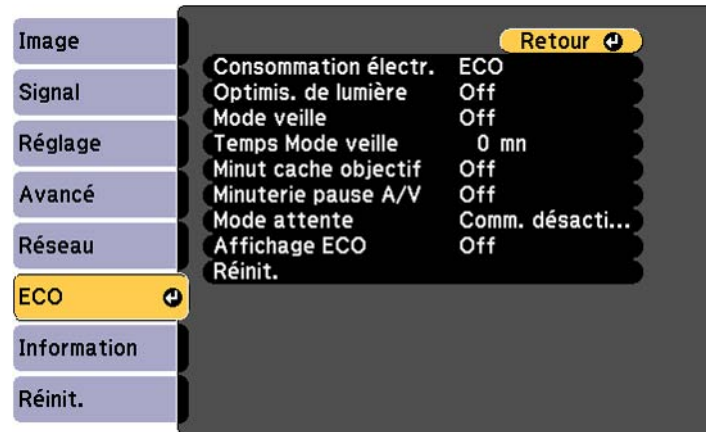 Image
Signal
Réglage
Avancé
Réseau
ECO
Information
Réinit.
Retour
Consommation électr. ECO
Optimis. de lumière Off
Mode veille Off
Temps Mode veille 0 mn
Minut cache objectif Off
Minuterie pause A/V Off
Mode attente Comm. désacti...
Affichage ECO Off
Réinit.